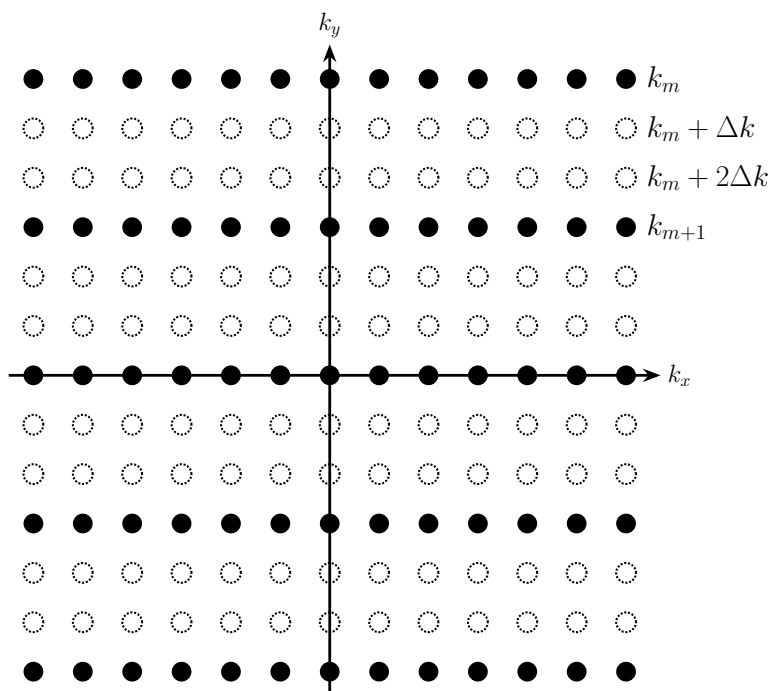 k_y
k_m
k_m + Δk
k_m + 2Δk
k_{m+1}
k_x